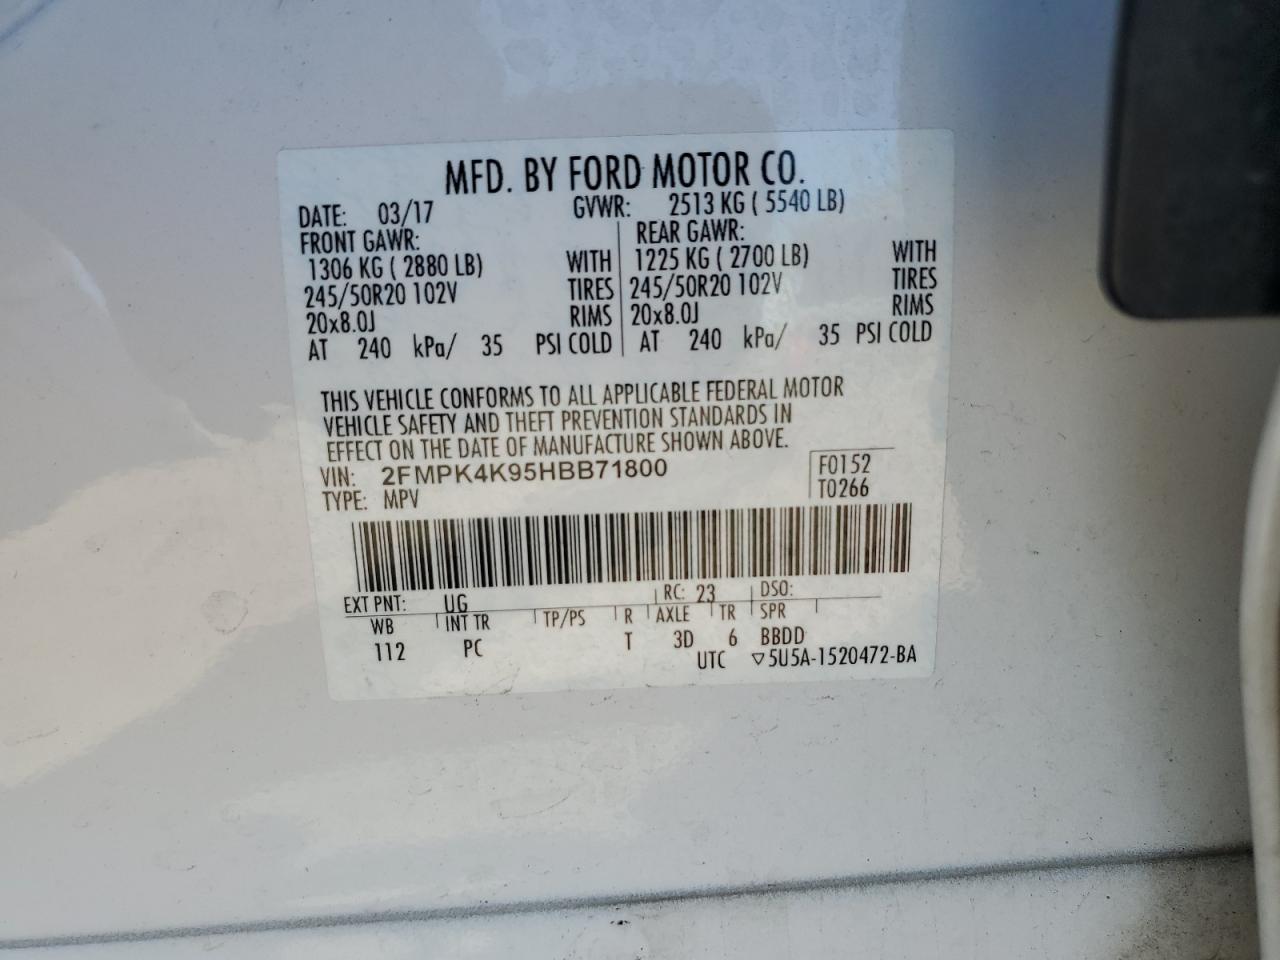 MFD. BY FORD MOTOR CO.
DATE: 03/17 GVWR: 2513 KG ( 5540 LB)
FRONT GAWR: REAR GAWR:
1306 KG ( 2880 LB) WITH 1225 KG ( 2700 LB) WITH
245/50R20 102V TIRES 245/50R20 102V TIRES
20x8.0J RIMS 20x8.0J RIMS
AT 240 kPa/ 35 PSI COLD AT 240 kPa/ 35 PSI COLD
THIS VEHICLE CONFORMS TO ALL APPLICABLE FEDERAL MOTOR
VEHICLE SAFETY AND THEFT PREVENTION STANDARDS IN
EFFECT ON THE DATE OF MANUFACTURE SHOWN ABOVE.
VIN: 2FMPK4K95HBB71800 F0152
TYPE: MPV T0266
EXT PNT: UG RC: 23 DSO:
WB INT TR TP/PS R AXLE TR SPR
112 PC T 3D 6 BBDD
UTC ▽5U5A-1520472-BA